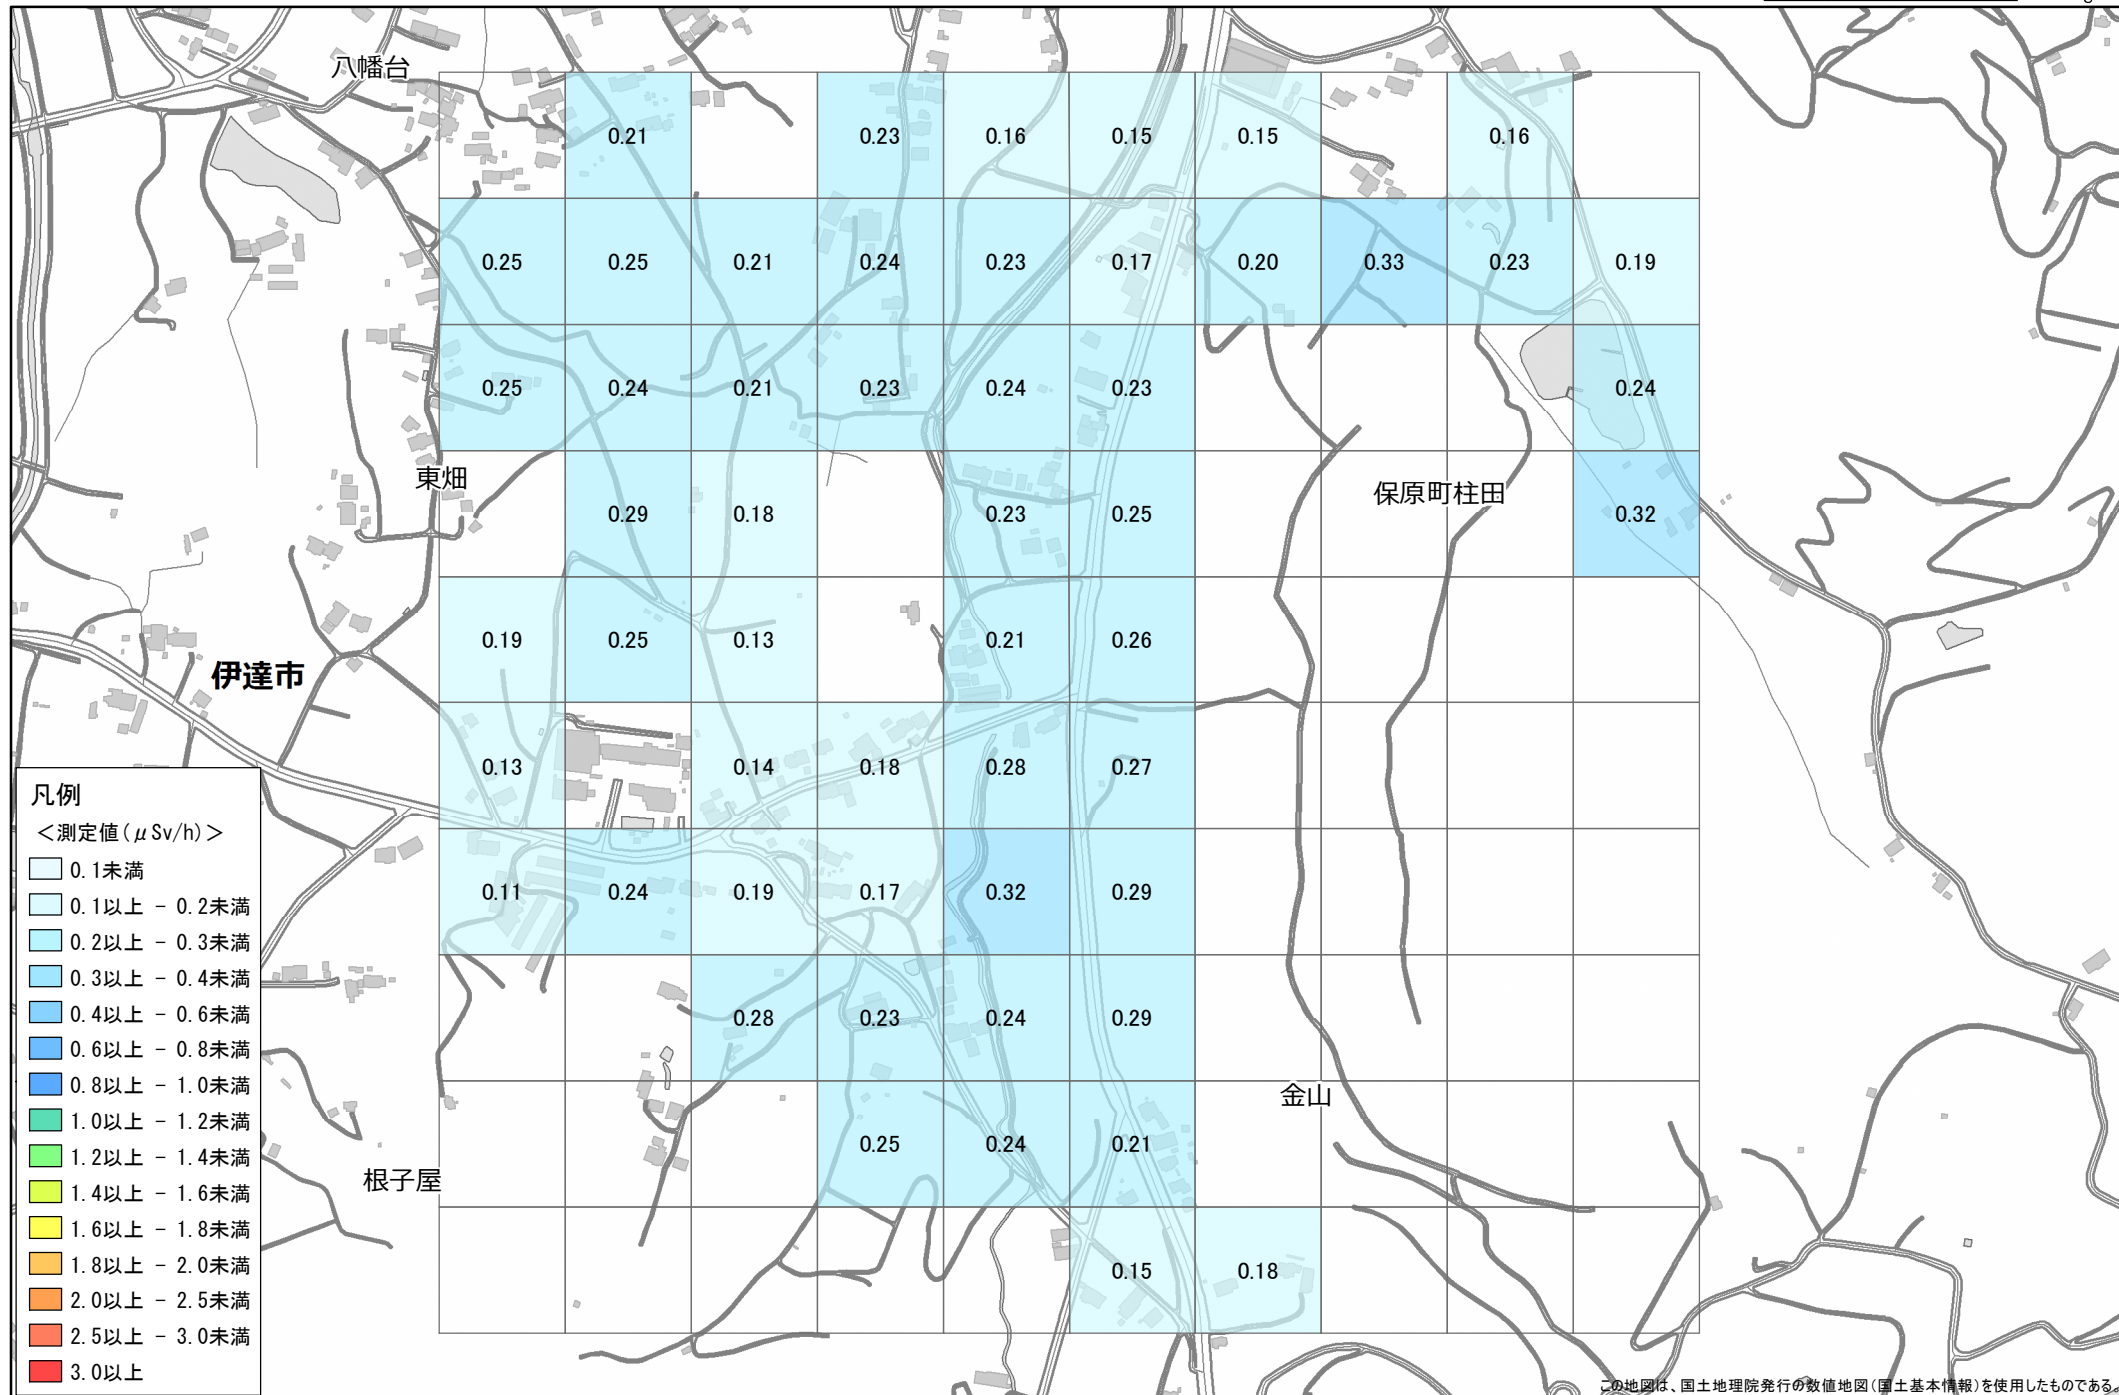 八幡台
0.21 0.23 0.16 0.15 0.15 0.16
0.25 0.25 0.21 0.24 0.23 0.17 0.20 0.33 0.23 0.19
0.25 0.24 0.21 0.23 0.24 0.23 0.24
東畑
保原町柱田
0.29 0.18 0.23 0.25 0.32
0.19 0.25 0.13 0.21 0.26
伊達市
0.13 0.14 0.18 0.28 0.27
0.11 0.24 0.19 0.17 0.32 0.29
0.28 0.23 0.24 0.29
金山
0.25 0.24 0.21
根子屋
0.15 0.18
凡例
＜測定値(μSv/h)＞
0.1未満
0.1以上 － 0.2未満
0.2以上 － 0.3未満
0.3以上 － 0.4未満
0.4以上 － 0.6未満
0.6以上 － 0.8未満
0.8以上 － 1.0未満
1.0以上 － 1.2未満
1.2以上 － 1.4未満
1.4以上 － 1.6未満
1.6以上 － 1.8未満
1.8以上 － 2.0未満
2.0以上 － 2.5未満
2.5以上 － 3.0未満
3.0以上
この地図は、国土地理院発行の数値地図(国土基本情報)を使用したものである。